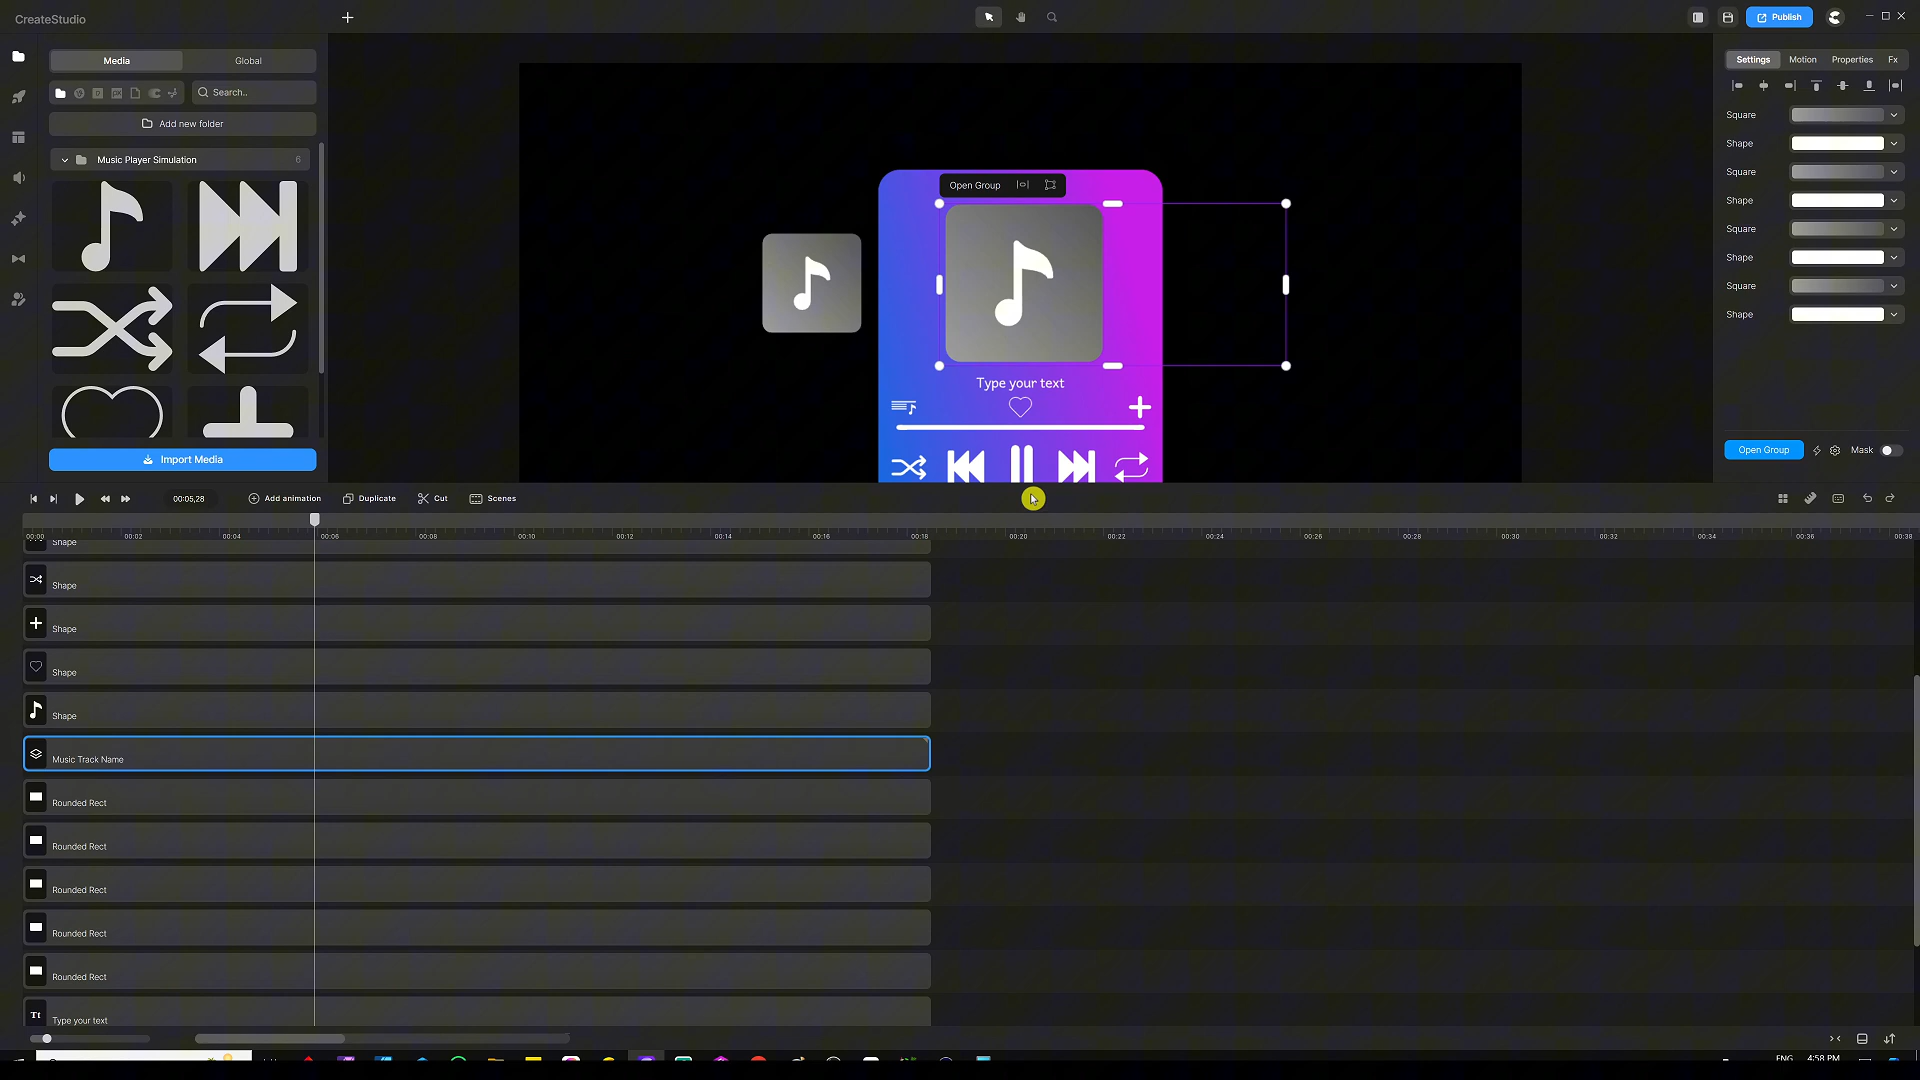 CreateStudio
Publish
Media
Global
Search..
Add new folder
Music Player Simulation
6
Import Media
Open Group
Type your text
Settings
Motion
Properties
Fx
Square
Shape
Square
Shape
Square
Shape
Square
Shape
Open Group
Mask
00:05,28
Add animation
Duplicate
Cut
Scenes
00:00
00:02
00:04
00:06
00:08
00:10
00:12
00:14
00:16
00:18
00:20
00:22
00:24
00:26
00:28
00:30
00:32
00:34
00:36
00:38
Shape
Shape
Shape
Shape
Shape
Music Track Name
Rounded Rect
Rounded Rect
Rounded Rect
Rounded Rect
Rounded Rect
Tt
Type your text
ENG
4:58 PM